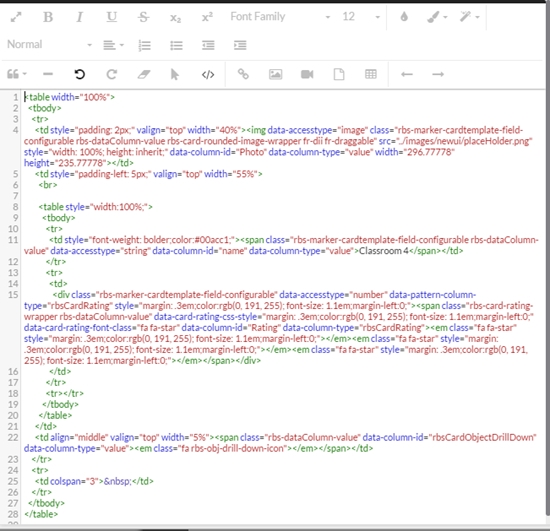 B I U S x₂ x² Font Family 12
Normal
1 <table width="100%">
2 <tbody>
3 <tr>
4 <td style="padding: 2px;" valign="top" width="40%"><img data-accesstype="image" class="rbs-marker-cardtemplate-field-
configurable rbs-dataColumn-value rbs-card-rounded-image-wrapper fr-dii fr-draggable" src="../images/newui/placeHolder.png"
style="width: 100%; height: inherit;" data-column-id="Photo" data-column-type="value" width="296.77778"
height="235.77778"></td>
5 <td style="padding-left: 5px;" valign="top" width="55%">
6 <br>
7
8 <table style="width:100%;">
9 <tbody>
10 <tr>
11 <td style="font-weight: bolder;color:#00acc1;"><span class="rbs-marker-cardtemplate-field-configurable rbs-dataColumn-
value" data-accesstype="string" data-column-id="name" data-column-type="value">Classroom 4</span></td>
12 </tr>
13 <tr>
14 <td>
15 <div class="rbs-marker-cardtemplate-field-configurable" data-accesstype="number" data-pattern-column-
type="rbsCardRating" style="margin: .3em;color:rgb(0, 191, 255); font-size: 1.1em;margin-left:0;"><span class="rbs-card-rating-
wrapper rbs-dataColumn-value" data-card-rating-css-style="margin: .3em;color:rgb(0, 191, 255); font-size: 1.1em;margin-left:0;"
data-card-rating-font-class="fa fa-star" data-column-id="Rating" data-column-type="rbsCardRating"><em class="fa fa-star"
style="margin: .3em;color:rgb(0, 191, 255); font-size: 1.1em;margin-left:0;"></em><em class="fa fa-star" style="margin:
.3em;color:rgb(0, 191, 255); font-size: 1.1em;margin-left:0;"></em><em class="fa fa-star" style="margin: .3em;color:rgb(0, 191,
255); font-size: 1.1em;margin-left:0;"></em></span></div>
16 </td>
17 </tr>
18 <tr></tr>
19 </tbody>
20 </table>
21 </td>
22 <td align="middle" valign="top" width="5%"><span class="rbs-dataColumn-value" data-column-id="rbsCardObjectDrillDown"
data-column-type="value"><em class="fa rbs-obj-drill-down-icon"></em></span></td>
23 </tr>
24 <tr>
25 <td colspan="3">&nbsp;</td>
26 </tr>
27 </tbody>
28 </table>